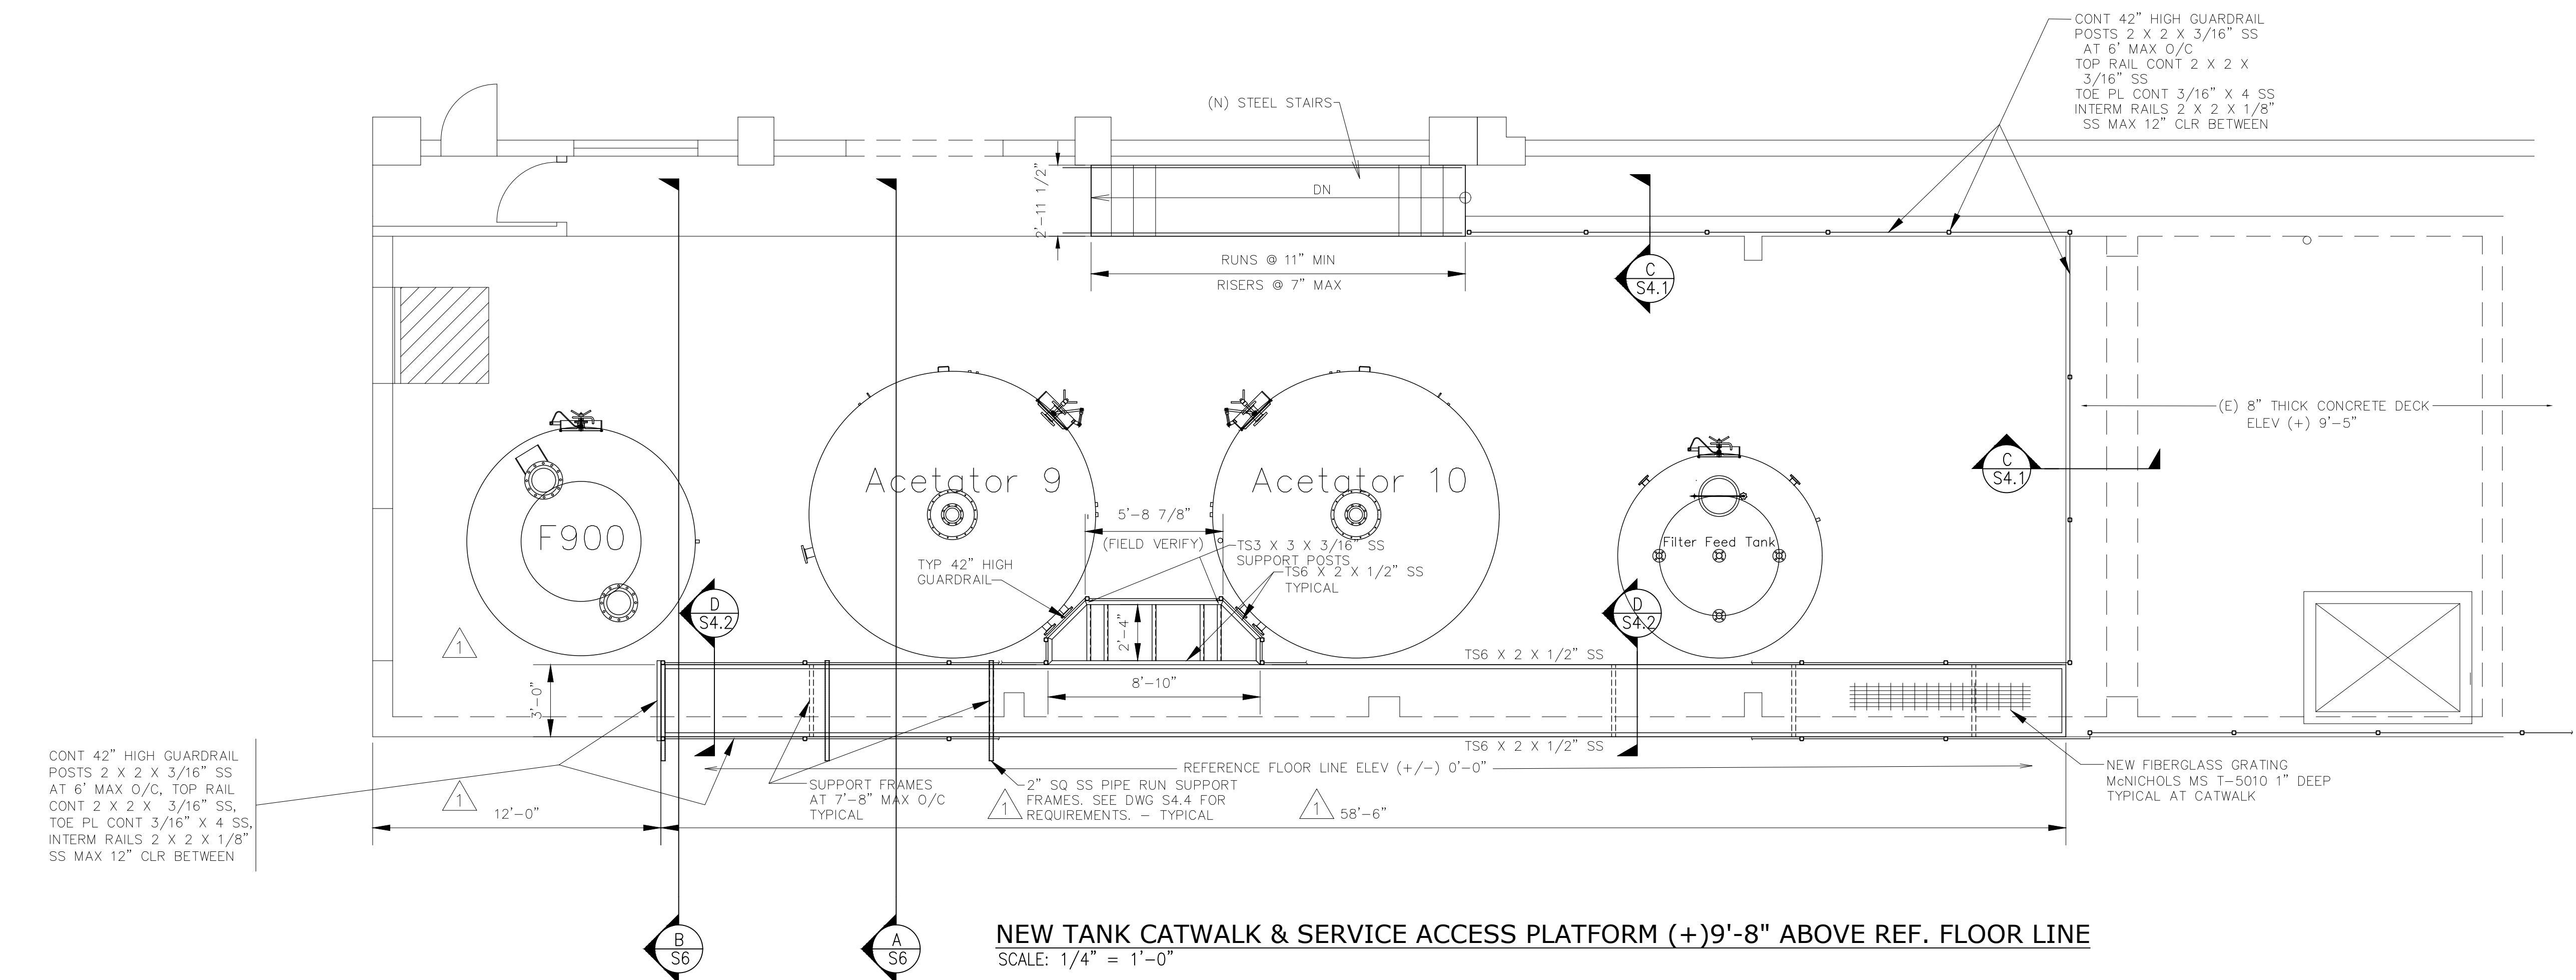 CONT 42" HIGH GUARDRAIL
POSTS 2 X 2 X 3/16" SS
AT 6' MAX O/C
TOP RAIL CONT 2 X 2 X
3/16" SS
TOE PL CONT 3/16" X 4 SS
INTERM RAILS 2 X 2 X 1/8"
SS MAX 12" CLR BETWEEN
(N) STEEL STAIRS
2'-11 1/2"
DN
RUNS @ 11" MIN
RISERS @ 7" MAX
C
S4.1
(E) 8" THICK CONCRETE DECK
ELEV (+) 9'-5"
C
S4.1
Acetator 9
Acetator 10
F900
Filter Feed Tank
5'-8 7/8"
(FIELD VERIFY)
TS3 X 3 X 3/16" SS
SUPPORT POSTS
TS6 X 2 X 1/2" SS
TYPICAL
TYP 42" HIGH
GUARDRAIL
D
S4.2
D
S4.2
2'-4"
1
TS6 X 2 X 1/2" SS
8'-10"
3'-0"
TS6 X 2 X 1/2" SS
REFERENCE FLOOR LINE ELEV (+/-) 0'-0"
CONT 42" HIGH GUARDRAIL
POSTS 2 X 2 X 3/16" SS
AT 6' MAX O/C, TOP RAIL
CONT 2 X 2 X 3/16" SS,
TOE PL CONT 3/16" X 4 SS,
INTERM RAILS 2 X 2 X 1/8"
SS MAX 12" CLR BETWEEN
1
12'-0"
SUPPORT FRAMES
AT 7'-8" MAX O/C
TYPICAL
1
2" SQ SS PIPE RUN SUPPORT
FRAMES. SEE DWG S4.4 FOR
REQUIREMENTS. - TYPICAL
1
58'-6"
NEW FIBERGLASS GRATING
McNICHOLS MS T-5010 1" DEEP
TYPICAL AT CATWALK
B
S6
A
S6
NEW TANK CATWALK & SERVICE ACCESS PLATFORM (+)9'-8" ABOVE REF. FLOOR LINE
SCALE: 1/4" = 1'-0"